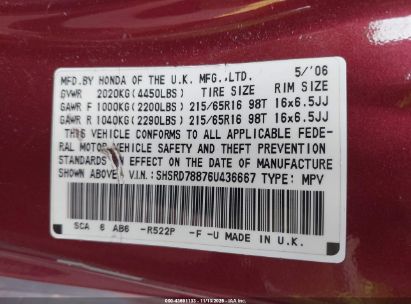 MFD.BY HONDA OF THE U.K. MFG.,LTD. 5/'06
GVWR 2020KG(4450LBS) TIRE SIZE RIM SIZE
GAWR F 1000KG(2200LBS) 215/65R16 98T 16x6.5JJ
GAWR R 1040KG(2290LBS) 215/65R16 98T 16x6.5JJ
THIS VEHICLE CONFORMS TO ALL APPLICABLE FEDE-
RAL MOTOR VEHICLE SAFETY AND THEFT PREVENTION
STANDARDS IN EFFECT ON THE DATE OF MANUFACTURE
SHOWN ABOVE. V.I.N.:SHSRD78876U436667 TYPE: MPV
SCA 6 AB6 -R522P -F -U MADE IN U.K.